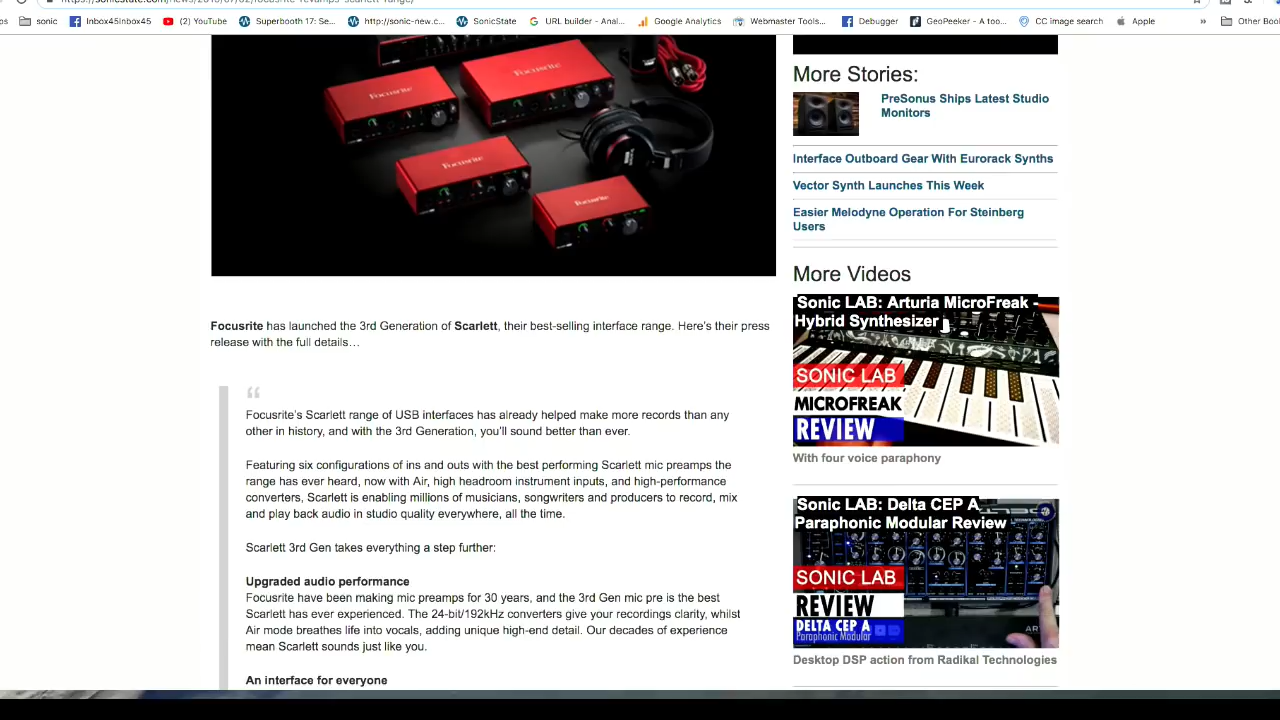 sonic
Inbox45inbox45
(2) YouTube
Superbooth 17: Se...
http://sonic-new.c...
SonicState
URL builder - Anal...
Google Analytics
Webmaster Tools...
Debugger
GeoPeeker - A too...
CC image search
Apple
»
Other Boo
Focusrite
Focusrite
Focusrite
Focusrite
Focusrite has launched the 3rd Generation of Scarlett, their best-selling interface range. Here's their press
release with the full details…
“
Focusrite's Scarlett range of USB interfaces has already helped make more records than any
other in history, and with the 3rd Generation, you'll sound better than ever.
Featuring six configurations of ins and outs with the best performing Scarlett mic preamps the
range has ever heard, now with Air, high headroom instrument inputs, and high-performance
converters, Scarlett is enabling millions of musicians, songwriters and producers to record, mix
and play back audio in studio quality everywhere, all the time.
Scarlett 3rd Gen takes everything a step further:
Upgraded audio performance
Focusrite have been making mic preamps for 30 years, and the 3rd Gen mic pre is the best
Scarlett has ever experienced. The 24-bit/192kHz converters give your recordings clarity, whilst
Air mode breathes life into vocals, adding unique high-end detail. Our decades of experience
mean Scarlett sounds just like you.
An interface for everyone
More Stories:
PreSonus Ships Latest Studio
Monitors
Interface Outboard Gear With Eurorack Synths
Vector Synth Launches This Week
Easier Melodyne Operation For Steinberg
Users
More Videos
Sonic LAB: Arturia MicroFreak -
Hybrid Synthesizer
SONIC LAB
MICROFREAK
REVIEW
With four voice paraphony
Sonic LAB: Delta CEP A
Paraphonic Modular Review
SONIC LAB
REVIEW
DELTA CEP A
Paraphonic Modular
Desktop DSP action from Radikal Technologies